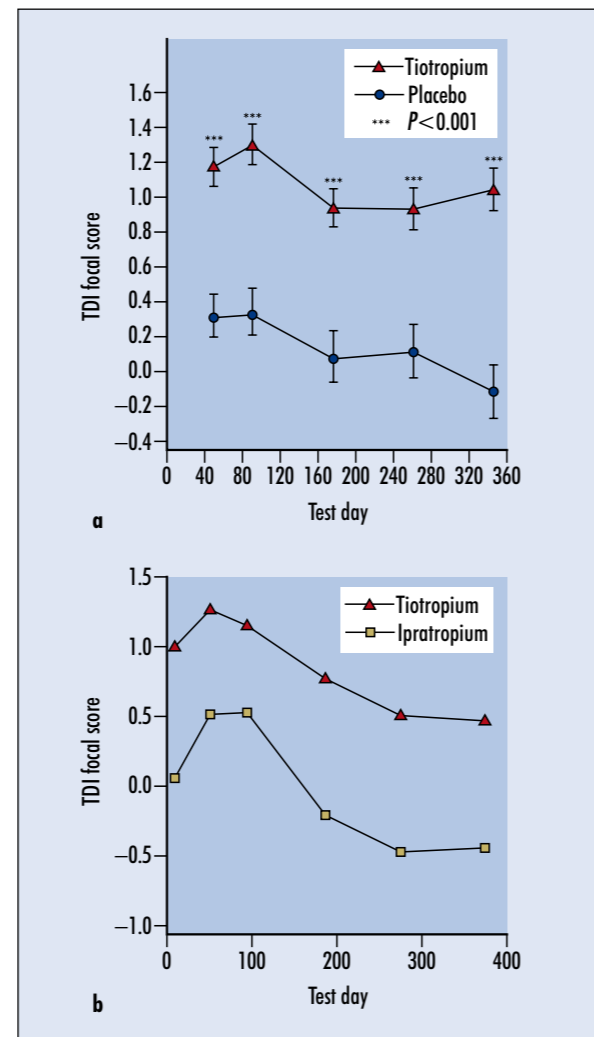 1.6
1.4
1.2
1.0
0.8
0.6
0.4
0.2
0.0
−0.2
−0.4
TDI focal score
Tiotropium
Placebo
*** P<0.001
***
***
***
***
***
0 40 80 120 160 200 240 280 320 360
Test day
a
1.5
1.0
0.5
0.0
−0.5
−1.0
TDI focal score
Tiotropium
Ipratropium
0 100 200 300 400
Test day
b